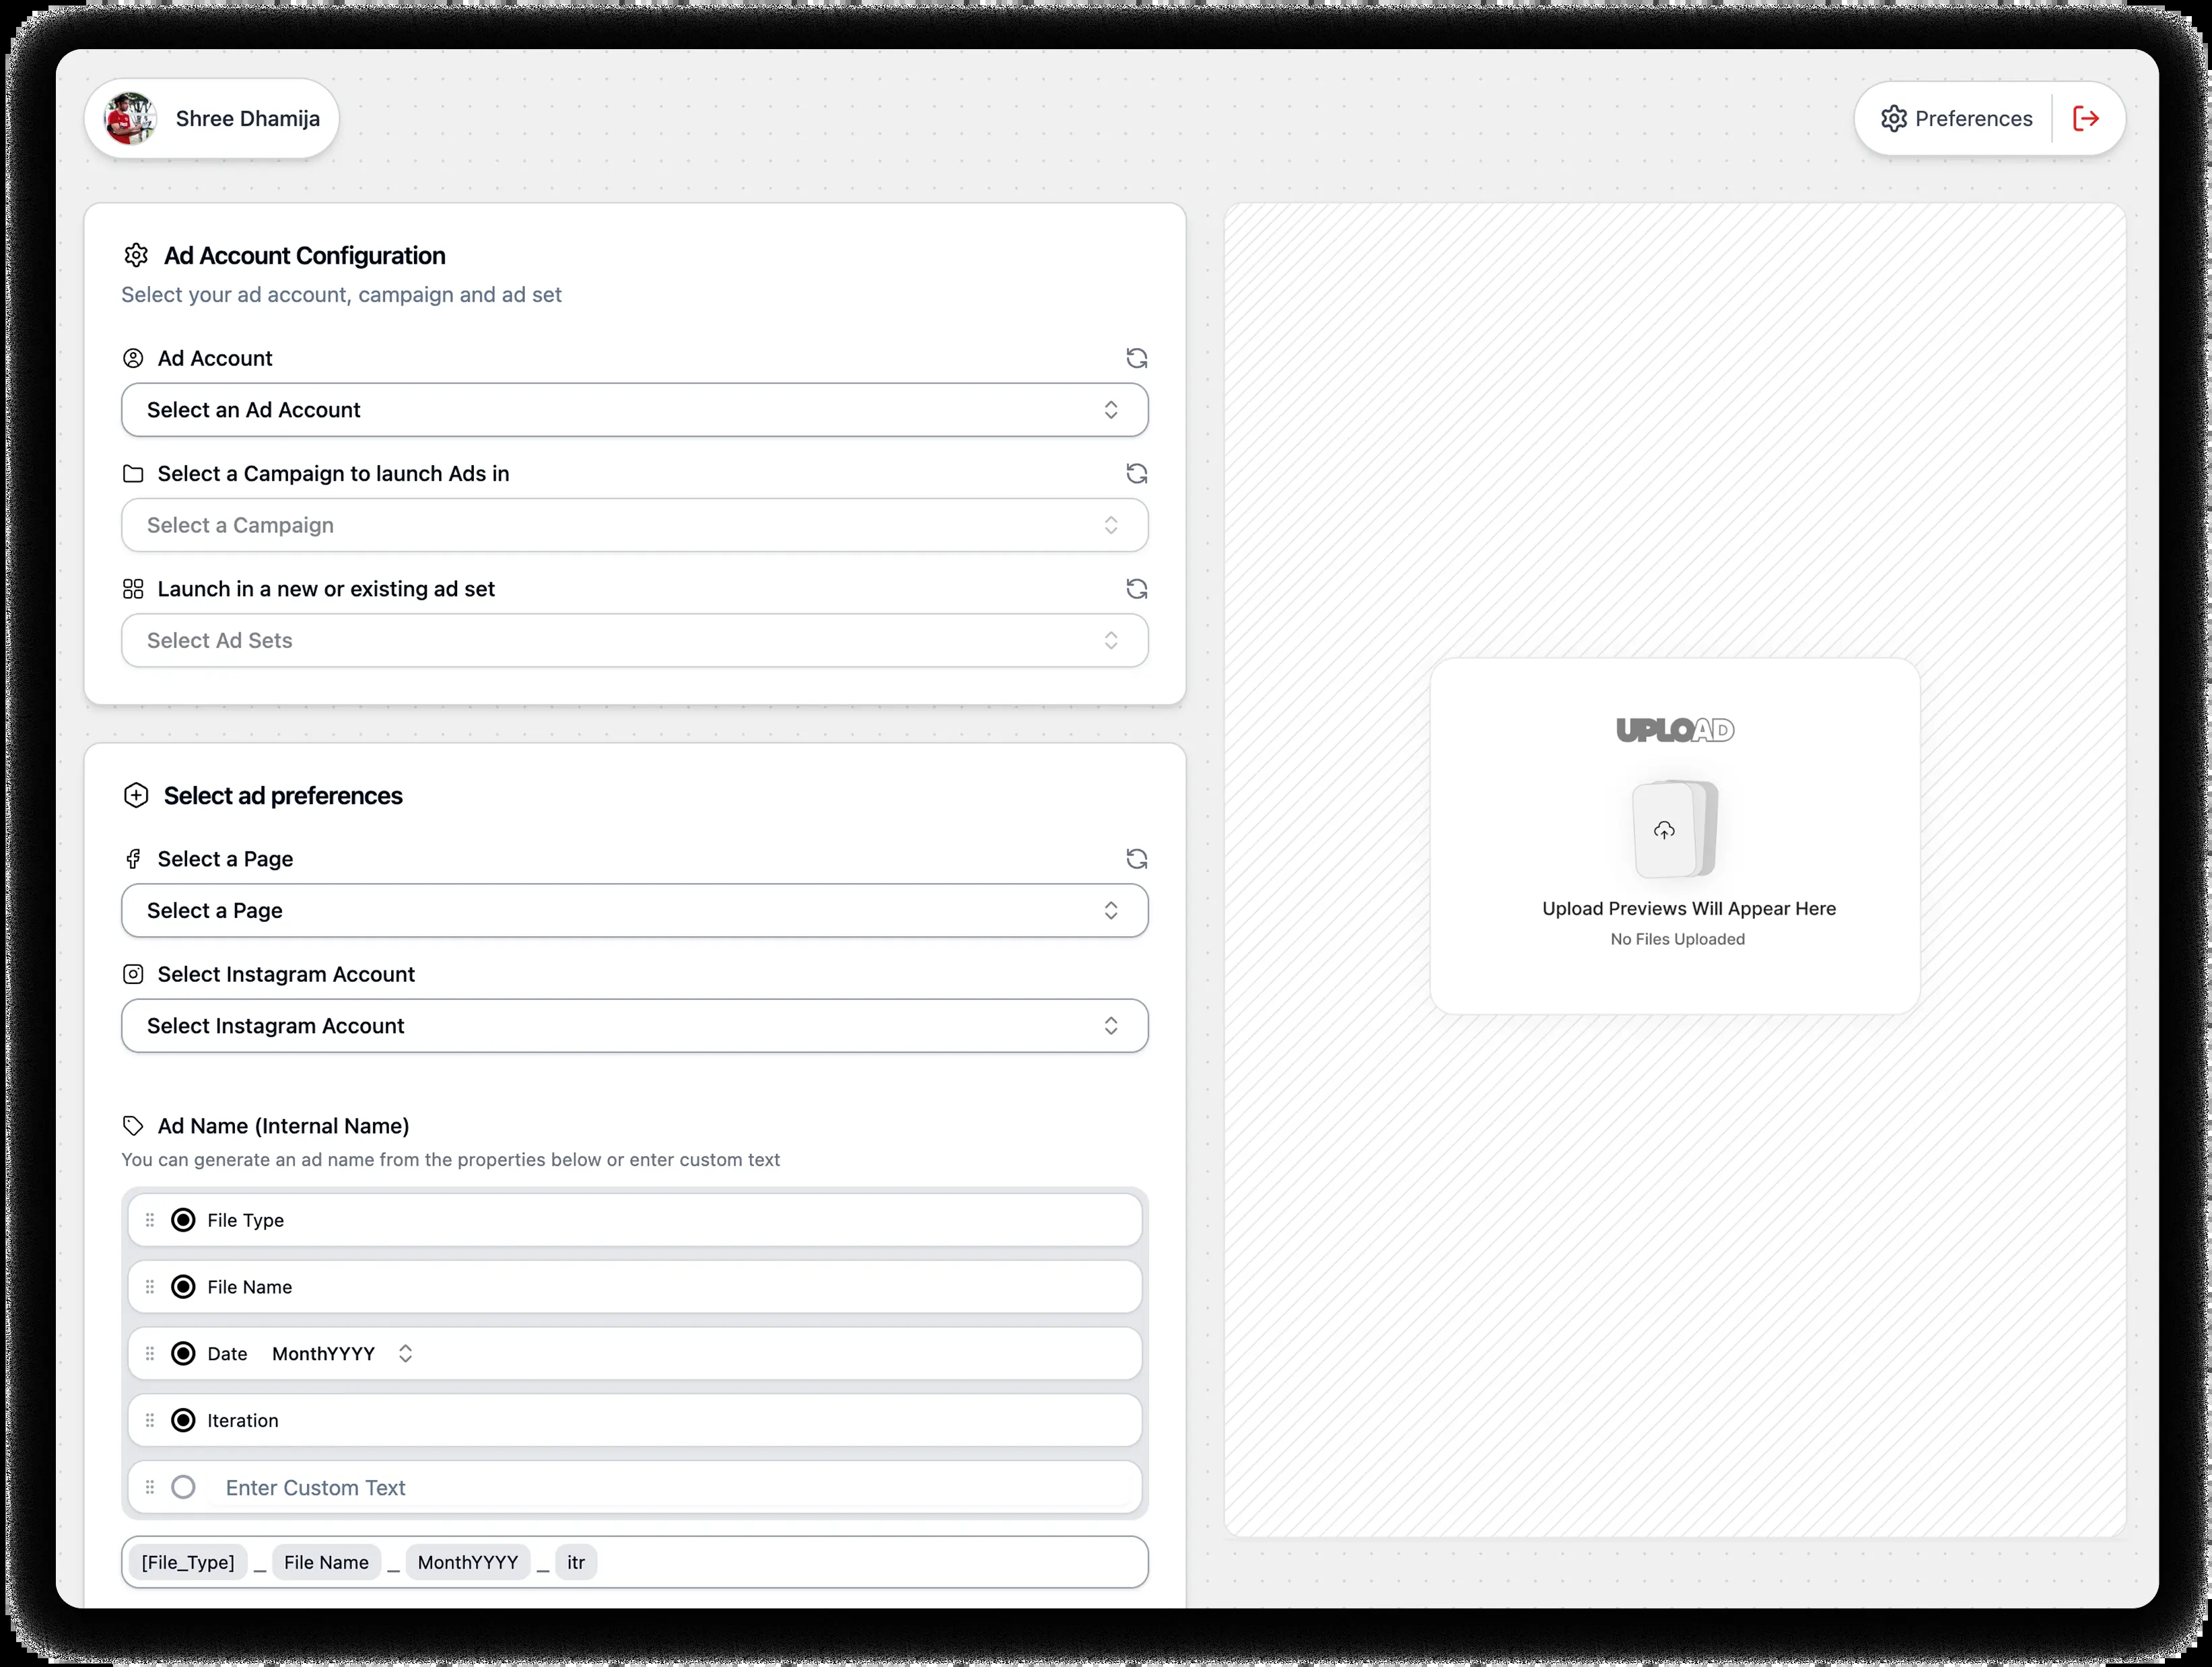 Shree Dhamija
Preferences
Ad Account Configuration
Select your ad account, campaign and ad set
Ad Account
Select an Ad Account
Select a Campaign to launch Ads in
Select a Campaign
Launch in a new or existing ad set
Select Ad Sets
Select ad preferences
Select a Page
Select a Page
Select Instagram Account
Select Instagram Account
Ad Name (Internal Name)
You can generate an ad name from the properties below or enter custom text
File Type
File Name
Date MonthYYYY
Iteration
Enter Custom Text
[File_Type] _ File Name _ MonthYYYY _ itr
UPLOAD
Upload Previews Will Appear Here
No Files Uploaded